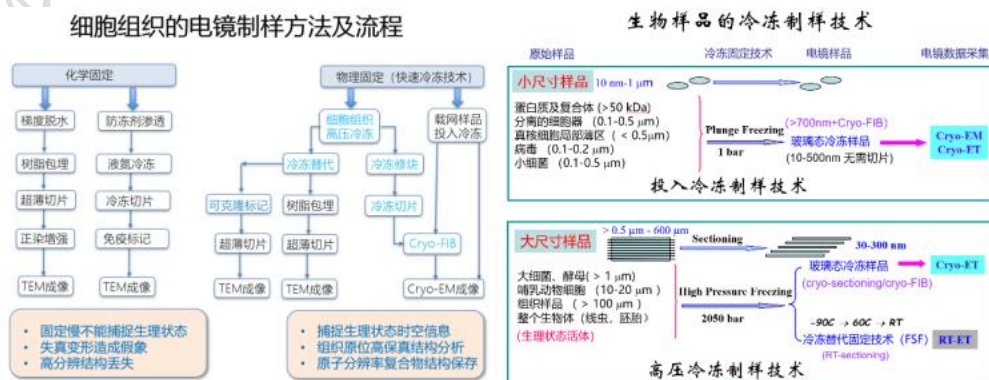 细胞组织的电镜制样方法及流程
化学固定
梯度脱水
树脂包埋
超薄切片
正染增强
TEM成像
防冻剂渗透
液氮冷冻
冷冻切片
免疫标记
TEM成像
物理固定（快速冷冻技术）
细胞组织
高压冷冻
载网样品
投入冷冻
冷冻替代
冷冻修块
可克隆标记
树脂包埋
冷冻切片
超薄切片
超薄切片
Cryo-FIB
TEM成像
TEM成像
Cryo-EM成像
• 固定慢不能捕捉生理状态
• 失真变形造成假象
• 高分辨结构丢失
• 捕捉生理状态时空信息
• 组织原位高保真结构分析
• 原子分辨率复合物结构保存
生物样品的冷冻制样技术
原始样品
冷冻固定技术
电镜样品
电镜数据采集
小尺寸样品 10 nm-1 μm
蛋白质及复合体 (>50 kDa)
分离的细胞器 (0.1-0.5 μm)
真核细胞局部薄区 ( < 0.5μm)
病毒 (0.1-0.2 μm)
小细菌 (0.1-0.5 μm)
Plunge Freezing
1 bar
(>700nm+Cryo-FIB)
玻璃态冷冻样品
(10-500nm 无需切片)
Cryo-EM
Cryo-ET
投入冷冻制样技术
大尺寸样品
> 0.5 μm - 600 μm
Sectioning
30-300 nm
大细菌、酵母( > 1 μm)
哺乳动物细胞 (10-20 μm )
组织样品 ( > 100 μm )
整个生物体 (线虫，胚胎)
(生理状态活体)
High Pressure Freezing
2050 bar
玻璃态冷冻样品
(cryo-sectioning/cryo-FIB)
Cryo-ET
-90C → 60C → RT
冷冻替代固定技术 (FSF)
(RT-sectioning)
RT-ET
高压冷冻制样技术